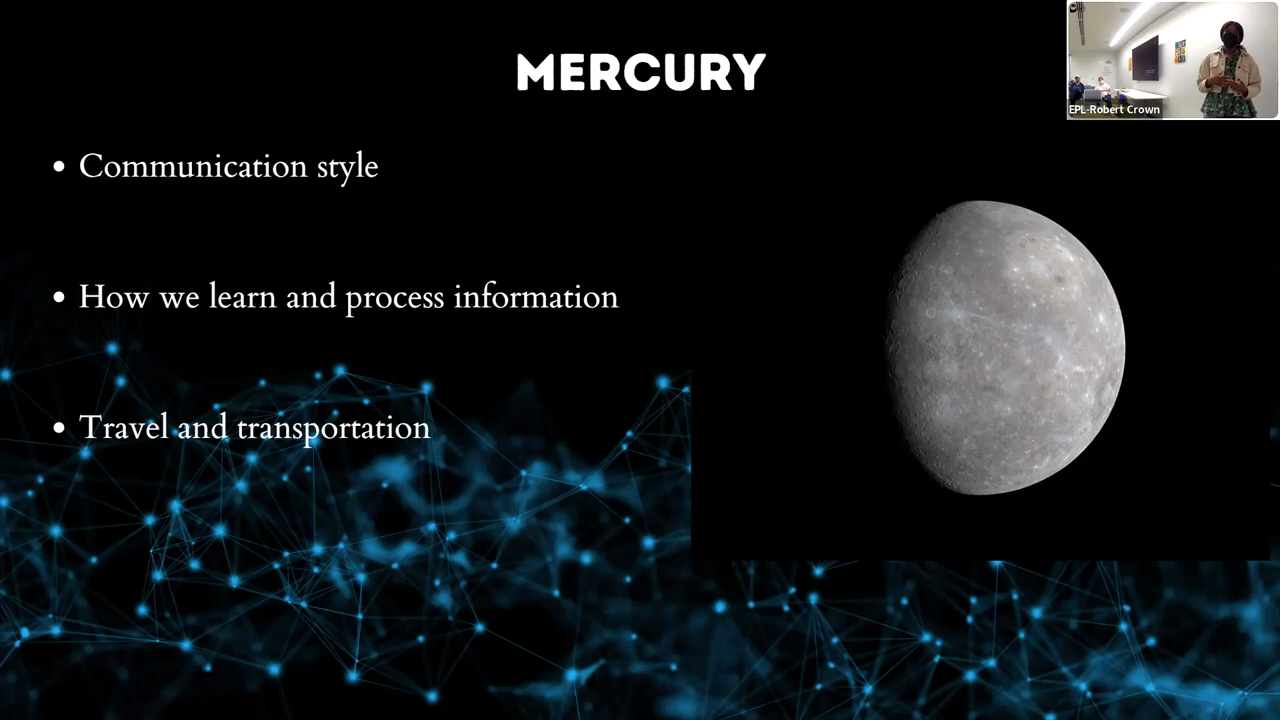 MERCURY
• Communication style
• How we learn and process information
• Travel and transportation
EPL-Robert Crown